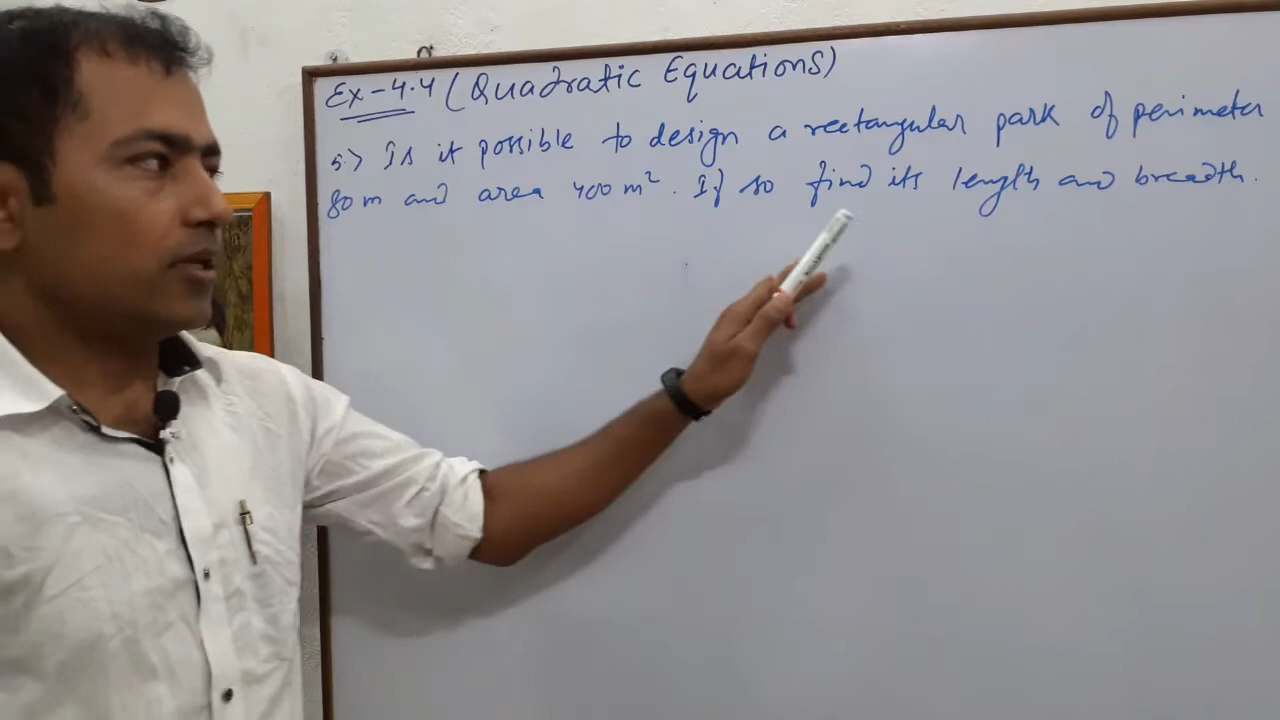 Ex-4.4 (Quadratic Equations)
5.> Is it possible to design a rectangular park of perimeter
80 m and area 400 m². If so find its length and breadth.